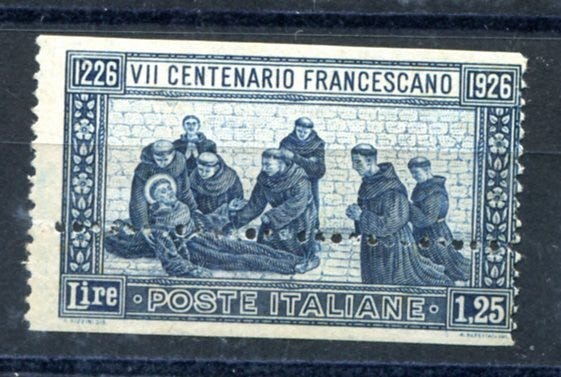 1226 VII CENTENARIO FRANCESCANO 1926
Lire · POSTE ITALIANE · 1,25